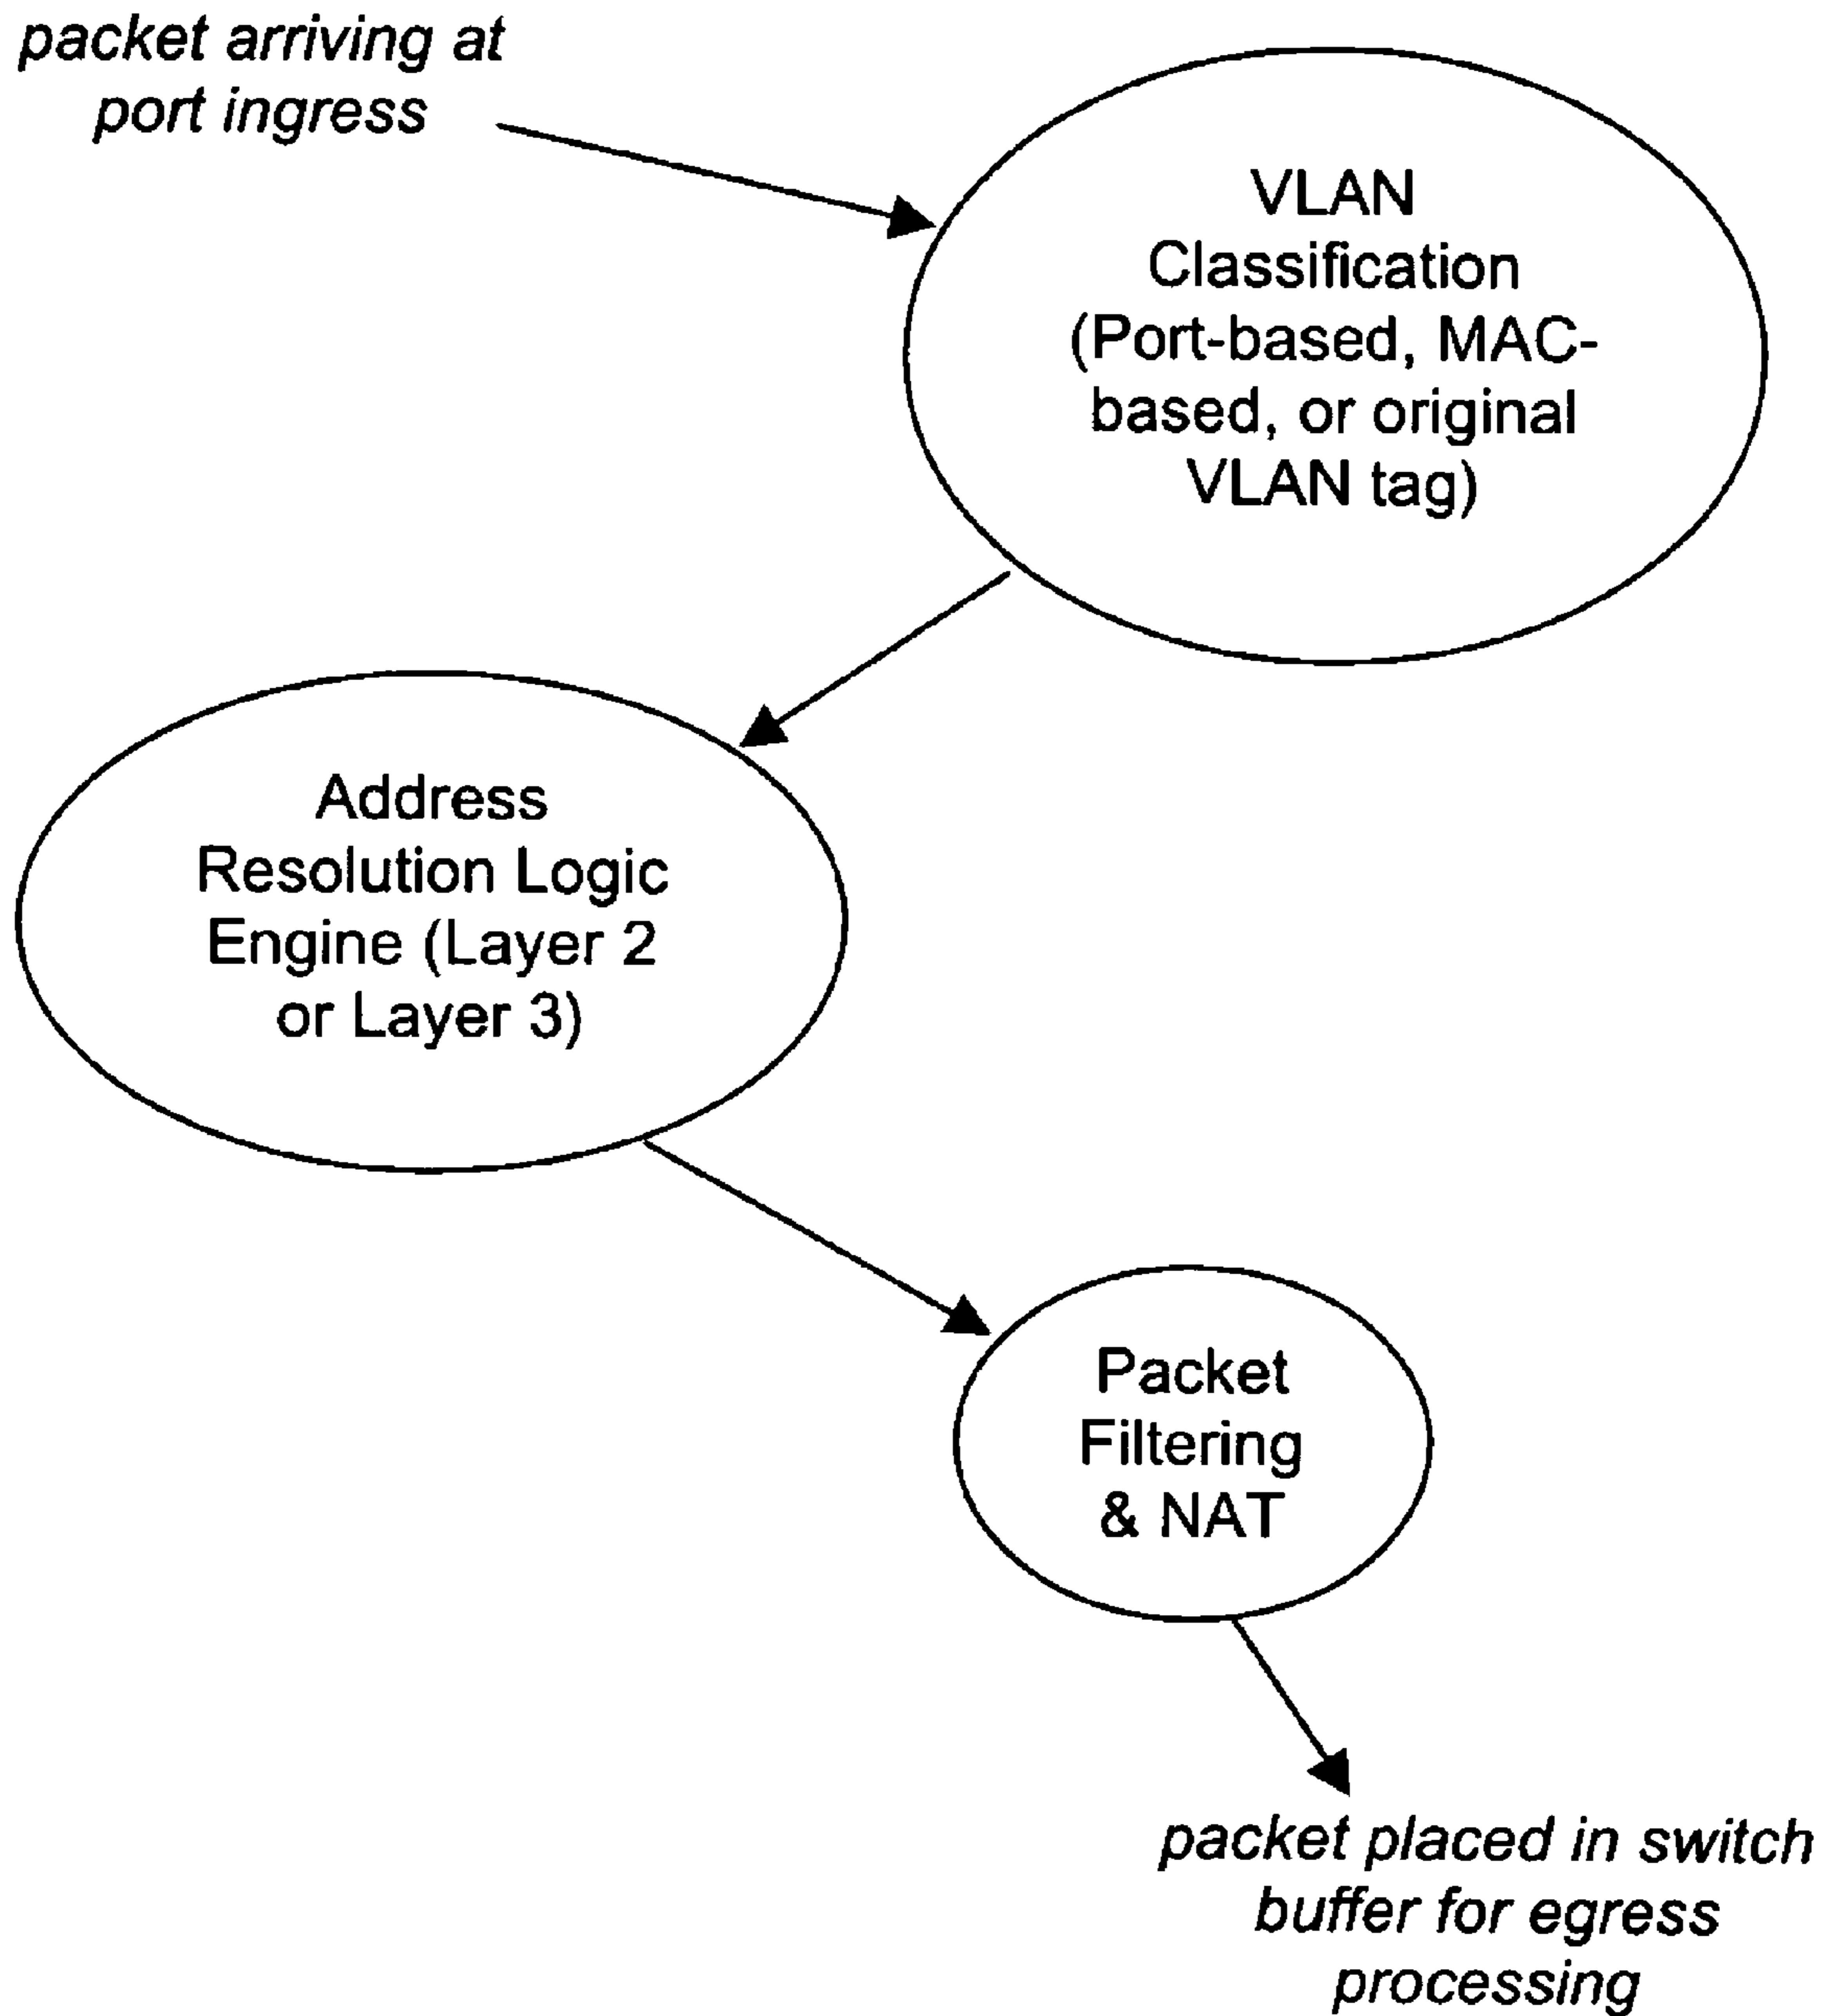 packet arriving at
port ingress
VLAN
Classification
(Port-based, MAC-
based, or original
VLAN tag)
Address
Resolution Logic
Engine (Layer 2
or Layer 3)
Packet
Filtering
& NAT
packet placed in switch
buffer for egress
processing